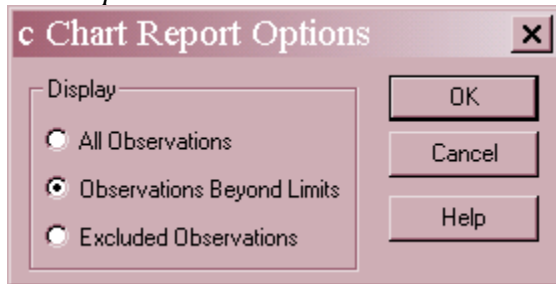 c Chart Report Options
Display
All Observations
Observations Beyond Limits
Excluded Observations
OK
Cancel
Help